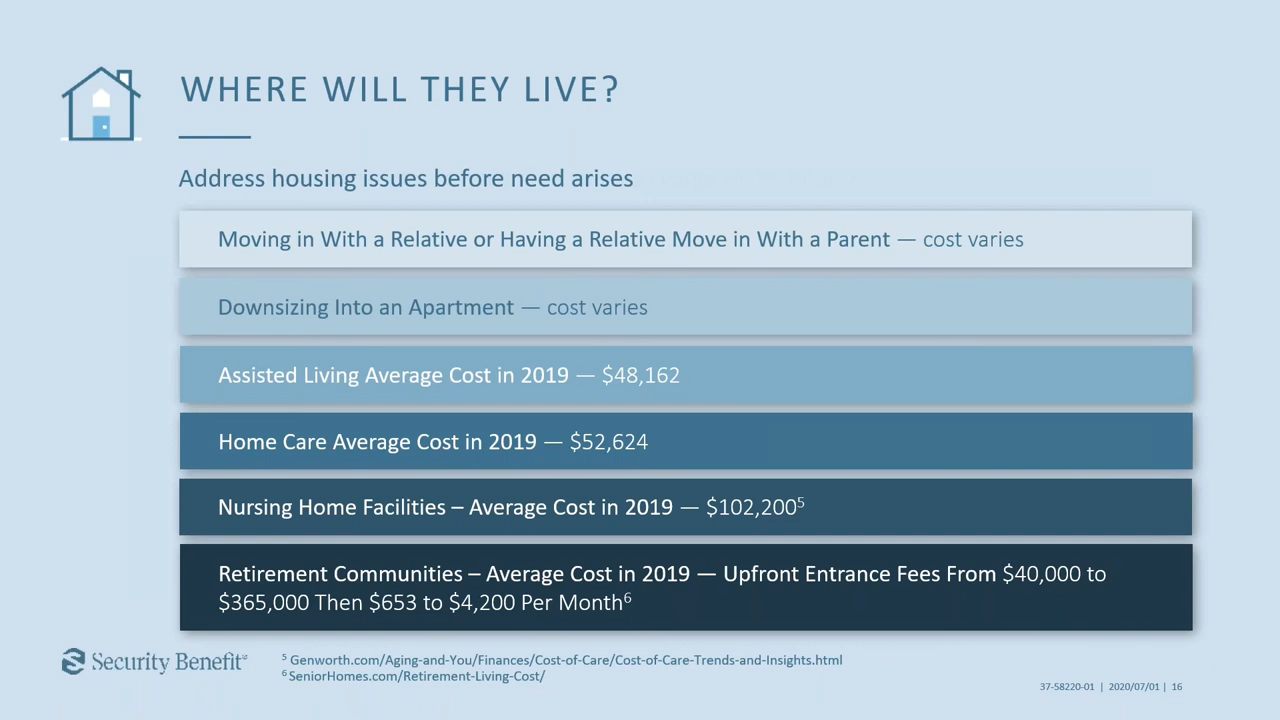 WHERE WILL THEY LIVE?
Address housing issues before need arises
Moving in With a Relative or Having a Relative Move in With a Parent — cost varies
Downsizing Into an Apartment — cost varies
Assisted Living Average Cost in 2019 — $48,162
Home Care Average Cost in 2019 — $52,624
Nursing Home Facilities – Average Cost in 2019 — $102,200⁵
Retirement Communities – Average Cost in 2019 — Upfront Entrance Fees From $40,000 to
$365,000 Then $653 to $4,200 Per Month⁶
Security Benefit
⁵ Genworth.com/Aging-and-You/Finances/Cost-of-Care/Cost-of-Care-Trends-and-Insights.html
⁶ SeniorHomes.com/Retirement-Living-Cost/
37-58220-01 | 2020/07/01 | 16